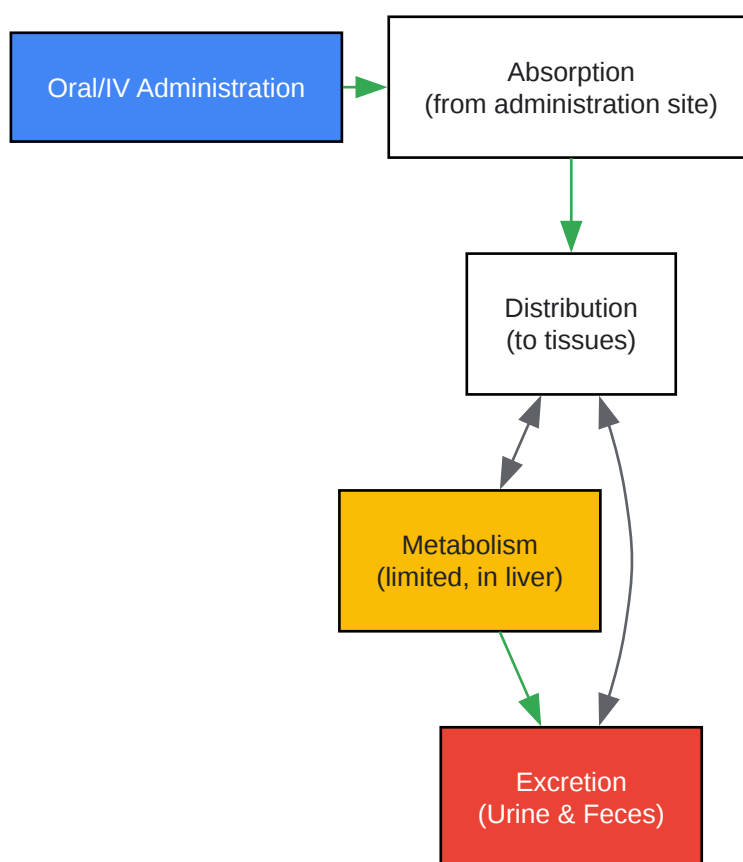 Oral/IV Administration
Absorption
(from administration site)
Distribution
(to tissues)
Metabolism
(limited, in liver)
Excretion
(Urine & Feces)